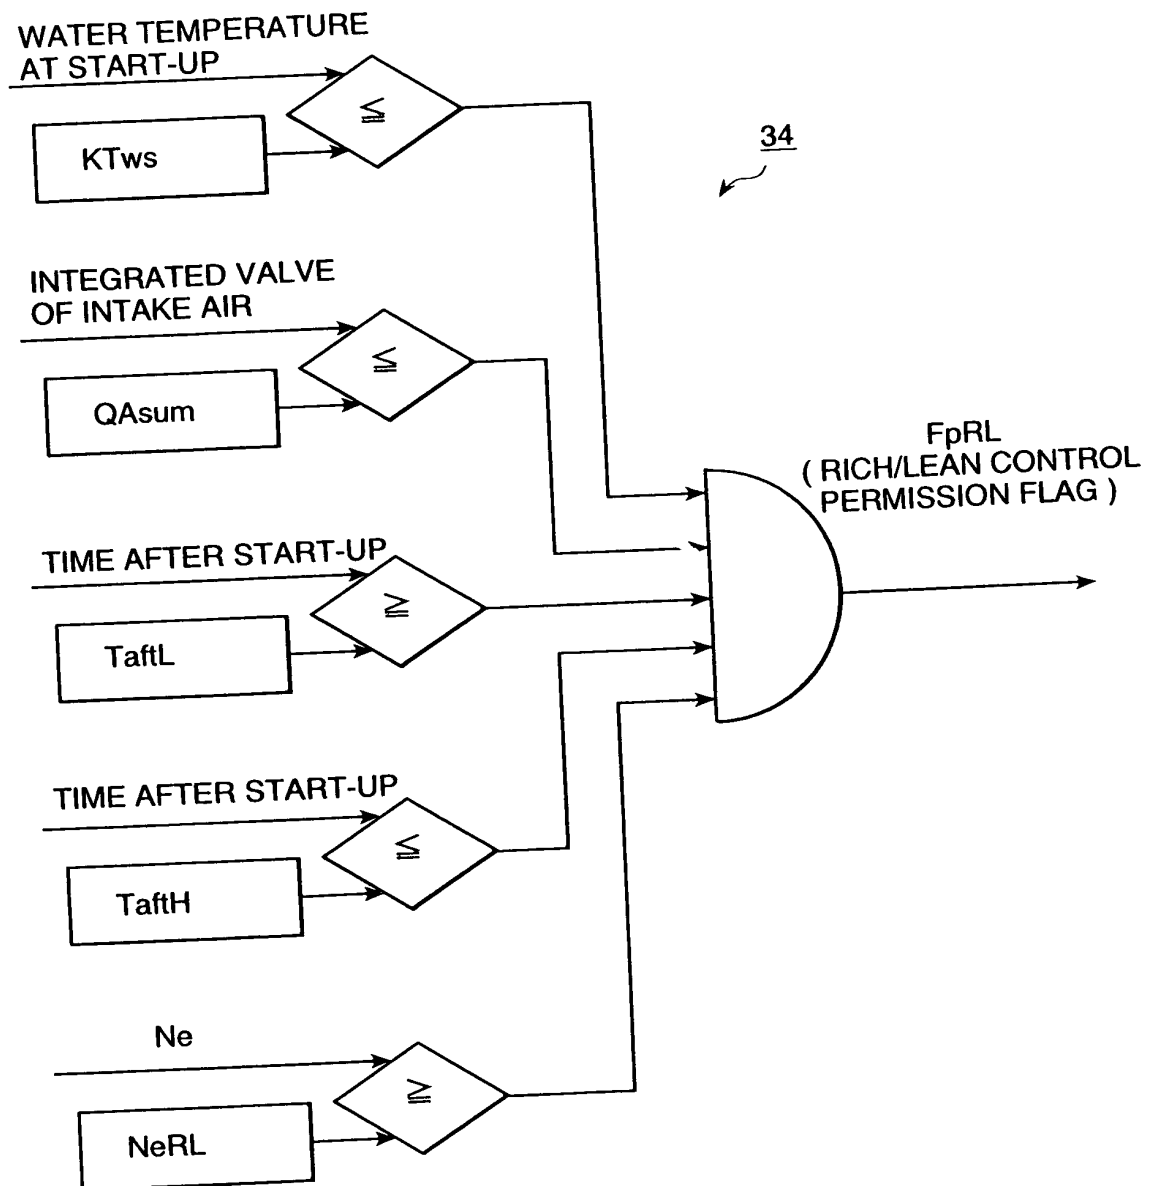 WATER TEMPERATURE
AT START-UP
≦
KTws
34
INTEGRATED VALVE
OF INTAKE AIR
≦
QAsum
FpRL
( RICH/LEAN CONTROL
PERMISSION FLAG )
TIME AFTER START-UP
≧
TaftL
TIME AFTER START-UP
≦
TaftH
Ne
≧
NeRL